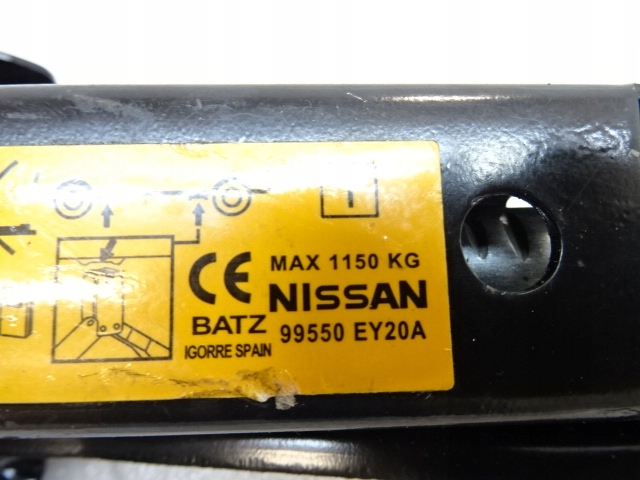 CE MAX 1150 KG
NISSAN
BATZ 99550 EY20A
IGORRE SPAIN